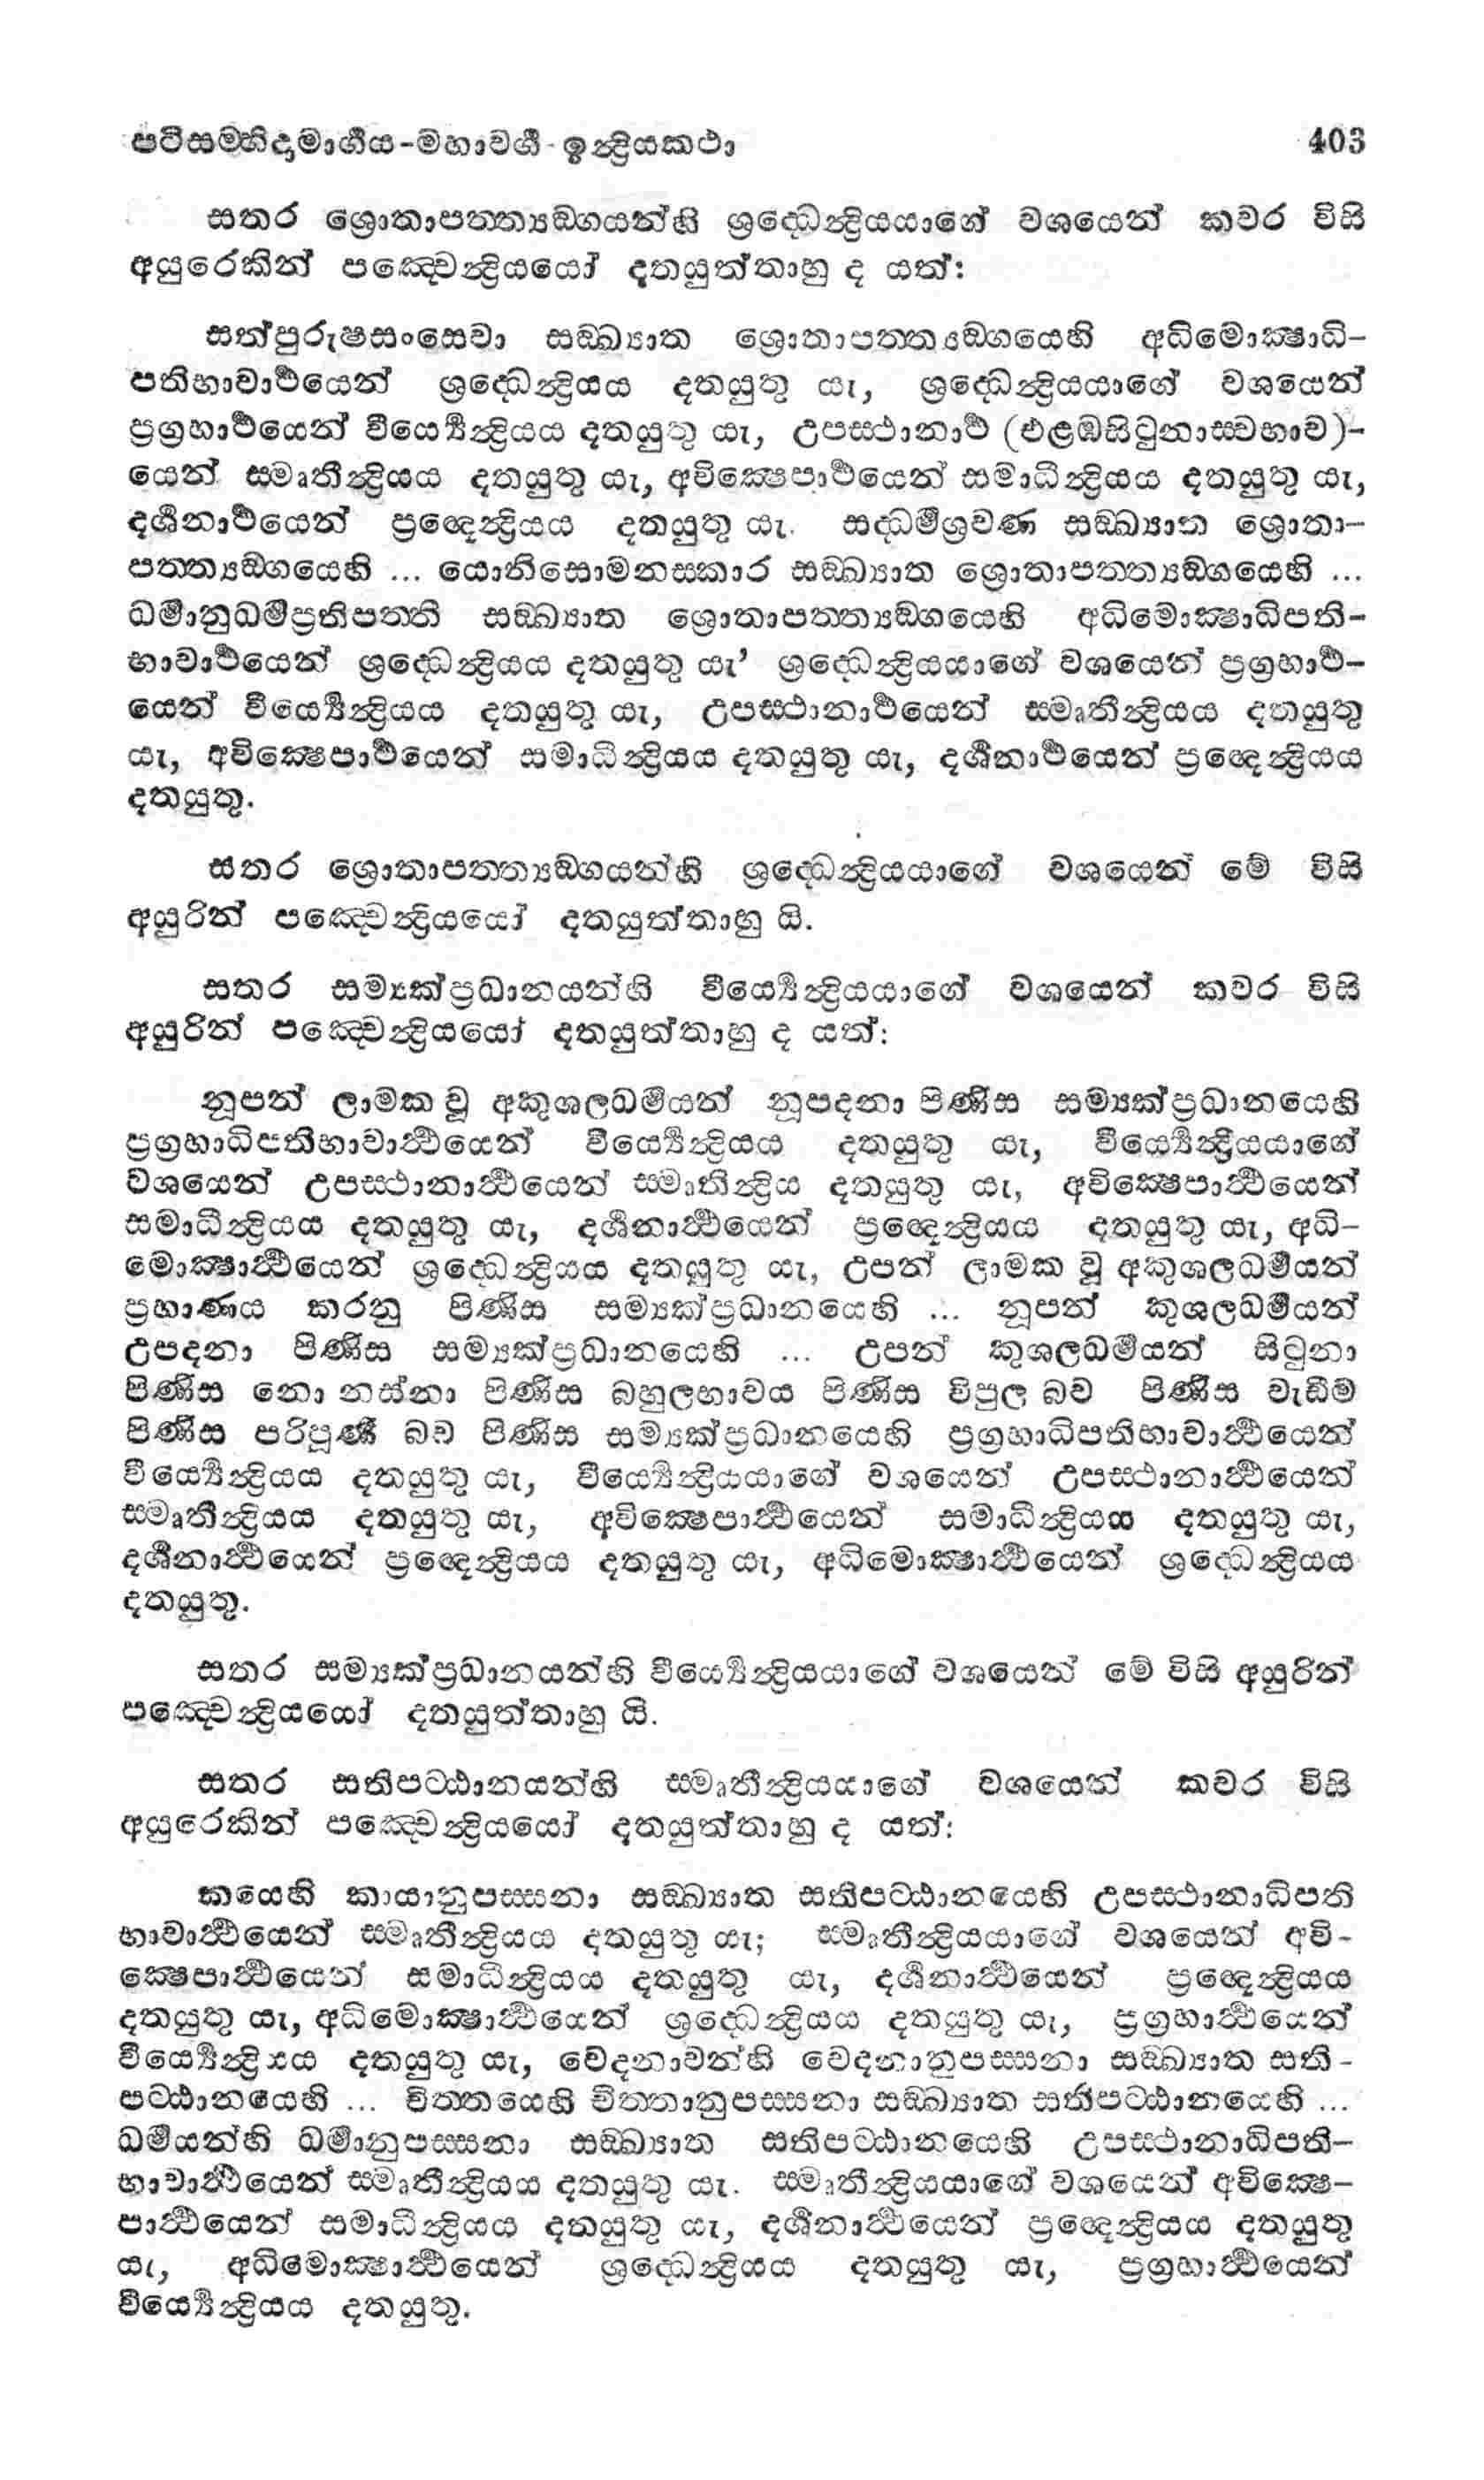 පටිසම්භිදාමාර්ගය-මහාවර්ග-ඉන්ද්‍රියකථා 403
සතර ශ්‍රොතාපත්ත්‍යඞ්ගයන්හි ශ්‍රද්ධෙන්ද්‍රියයාගේ වශයෙන් කවර විසි
අයුරෙකින් පඤ්චෙන්ද්‍රියයෝ දතයුත්තාහු ද යත්:
සත්පුරුෂසංසෙවා සඞ්ඛ්‍යාත ශ්‍රොතාපත්ත්‍යඞ්ගයෙහි අධිමොක්‍ෂාධි-
පතිභාවාර්ථයෙන් ශ්‍රද්ධෙන්ද්‍රියය දතයුතු යැ, ශ්‍රද්ධෙන්ද්‍රියයාගේ වශයෙන්
ප්‍රග්‍රහාර්ථයෙන් වීර්ය්‍යෙන්ද්‍රියය දතයුතු යැ, උපස්ථානාර්ථ (එළඹසිටුනාස්වභාව)-
යෙන් ස්මෘතීන්ද්‍රියය දතයුතු යැ, අවික්‍ෂෙපාර්ථයෙන් සමාධීන්ද්‍රියය දතයුතු යැ,
දර්ශනාර්ථයෙන් ප්‍රඥෙන්ද්‍රියය දතයුතු යැ. සද්ධර්මශ්‍රවණ සඞ්ඛ්‍යාත ශ්‍රොතා-
පත්ත්‍යඞ්ගයෙහි ... යොනිසොමනස්කාර සඞ්ඛ්‍යාත ශ්‍රොතාපත්ත්‍යඞ්ගයෙහි ...
ධර්මානුධර්මප්‍රතිපත්ති සඞ්ඛ්‍යාත ශ්‍රොතාපත්ත්‍යඞ්ගයෙහි අධිමොක්‍ෂාධිපති-
භාවාර්ථයෙන් ශ්‍රද්ධෙන්ද්‍රියය දතයුතු යැ’ ශ්‍රද්ධෙන්ද්‍රියයාගේ වශයෙන් ප්‍රග්‍රහාර්ථ-
යෙන් වීර්ය්‍යෙන්ද්‍රියය දතයුතු යැ, උපස්ථානාර්ථයෙන් ස්මෘතීන්ද්‍රියය දතයුතු
යැ, අවික්‍ෂෙපාර්ථයෙන් සමාධින්ද්‍රියය දතයුතු යැ, දර්ශනාර්ථයෙන් ප්‍රඥෙන්ද්‍රියය
දතයුතු.
සතර ශ්‍රොතාපත්ත්‍යඞ්ගයන්හි ශ්‍රද්ධෙන්ද්‍රියයාගේ වශයෙන් මේ විසි
අයුරින් පඤ්චෙන්ද්‍රියයෝ දතයුත්තාහු යි.
සතර සම්‍යක්ප්‍රධානයන්හි වීර්ය්‍යෙන්ද්‍රියයාගේ වශයෙන් කවර විසි
අයුරින් පඤ්චෙන්ද්‍රියයෝ දතයුත්තාහු ද යත්:
නූපන් ලාමක වූ අකුශලධර්මයන් නූපදනා පිණිස සම්‍යක්ප්‍රධානයෙහි
ප්‍රග්‍රහාධිපතිභාවාර්ත්‍ථයෙන් වීර්ය්‍යෙන්ද්‍රියය දතයුතු යැ, වීර්ය්‍යෙන්ද්‍රියයාගේ
වශයෙන් උපස්ථානාර්ත්‍ථයෙන් ස්මෘතින්ද්‍රිය දතයුතු යැ, අවික්‍ෂෙපාර්ත්‍ථයෙන්
සමාධීන්ද්‍රියය දතයුතු යැ, දර්ශනාර්ත්‍ථයෙන් ප්‍රඥෙන්ද්‍රියය දතයුතු යැ, අධි-
මොක්‍ෂාර්ත්‍ථයෙන් ශ්‍රද්ධෙන්ද්‍රියය දතයුතු යැ, උපන් ලාමක වූ අකුශලධර්මයන්
ප්‍රහාණය කරනු පිණිස සම්‍යක්ප්‍රධානයෙහි ... නූපන් කුශලධර්මයන්
උපදනා පිණිස සම්‍යක්ප්‍රධානයෙහි ... උපන් කුශලධර්මයන් සිටුනා
පිණිස නො නස්නා පිණිස බහුලභාවය පිණිස විපුල බව පිණිස වැඩීම
පිණිස පරිපූර්ණ බව පිණිස සම්‍යක්ප්‍රධානයෙහි ප්‍රග්‍රහාධිපතිභාවාර්ත්‍ථයෙන්
වීර්ය්‍යෙන්ද්‍රියය දතයුතු යැ, වීර්ය්‍යෙන්ද්‍රියයාගේ වශයෙන් උපස්ථානාර්ත්‍ථයෙන්
ස්මෘතීන්ද්‍රියය දතයුතු යැ, අවික්‍ෂෙපාර්ත්‍ථයෙන් සමාධීන්ද්‍රියය දතයුතු යැ,
දර්ශනාර්ත්‍ථයෙන් ප්‍රඥෙන්ද්‍රියය දතයුතු යැ, අධිමොක්‍ෂාර්ත්‍ථයෙන් ශ්‍රද්ධෙන්ද්‍රියය
දතයුතු.
සතර සම්‍යක්ප්‍රධානයන්හි වීර්ය්‍යෙන්ද්‍රියයාගේ වශයෙන් මේ විසි අයුරින්
පඤ්චෙන්ද්‍රියයෝ දතයුත්තාහු යි.
සතර සතිපට්ඨානයන්හි ස්මෘතීන්ද්‍රියයාගේ වශයෙන් කවර විසි
අයුරෙකින් පඤ්චෙන්ද්‍රියයෝ දතයුත්තාහු ද යත්:
කයෙහි කායානුපස්සනා සඞ්ඛ්‍යාත සතිපට්ඨානයෙහි උපස්ථානාධිපති
භාවාර්ත්‍ථයෙන් ස්මෘතීන්ද්‍රියය දතයුතු යැ; ස්මෘතීන්ද්‍රියයාගේ වශයෙන් අවි-
ක්‍ෂෙපාර්ත්‍ථයෙන් සමාධින්ද්‍රියය දතයුතු යැ, දර්ශනාර්ත්‍ථයෙන් ප්‍රඥෙන්ද්‍රියය
දතයුතු යැ, අධිමොක්‍ෂාර්ත්‍ථයෙන් ශ්‍රද්ධෙන්ද්‍රියය දතයුතු යැ, ප්‍රග්‍රහාර්ත්‍ථයෙන්
වීර්ය්‍යෙන්ද්‍රියය දතයුතු යැ, වෙදනාවන්හි වෙදනානුපස්සනා සඞ්ඛ්‍යාත සති-
පට්ඨානයෙහි ... චිත්තයෙහි චිත්තානුපස්සනා සඞ්ඛ්‍යාත සතිපට්ඨානයෙහි ...
ධර්මයන්හි ධර්මානුපස්සනා සඞ්ඛ්‍යාත සතිපට්ඨානයෙහි උපස්ථානාධිපති-
භාවාර්ත්‍ථයෙන් ස්මෘතීන්ද්‍රියය දතයුතු යැ. ස්මෘතීන්ද්‍රියයාගේ වශයෙන් අවික්‍ෂෙ-
පාර්ත්‍ථයෙන් සමාධීන්ද්‍රියය දතයුතු යැ, දර්ශනාර්ත්‍ථයෙන් ප්‍රඥෙන්ද්‍රියය දතයුතු
යැ, අධිමොක්‍ෂාර්ත්‍ථයෙන් ශ්‍රද්ධෙන්ද්‍රියය දතයුතු යැ, ප්‍රග්‍රහාර්ත්‍ථයෙන්
වීර්ය්‍යෙන්ද්‍රියය දතයුතු.